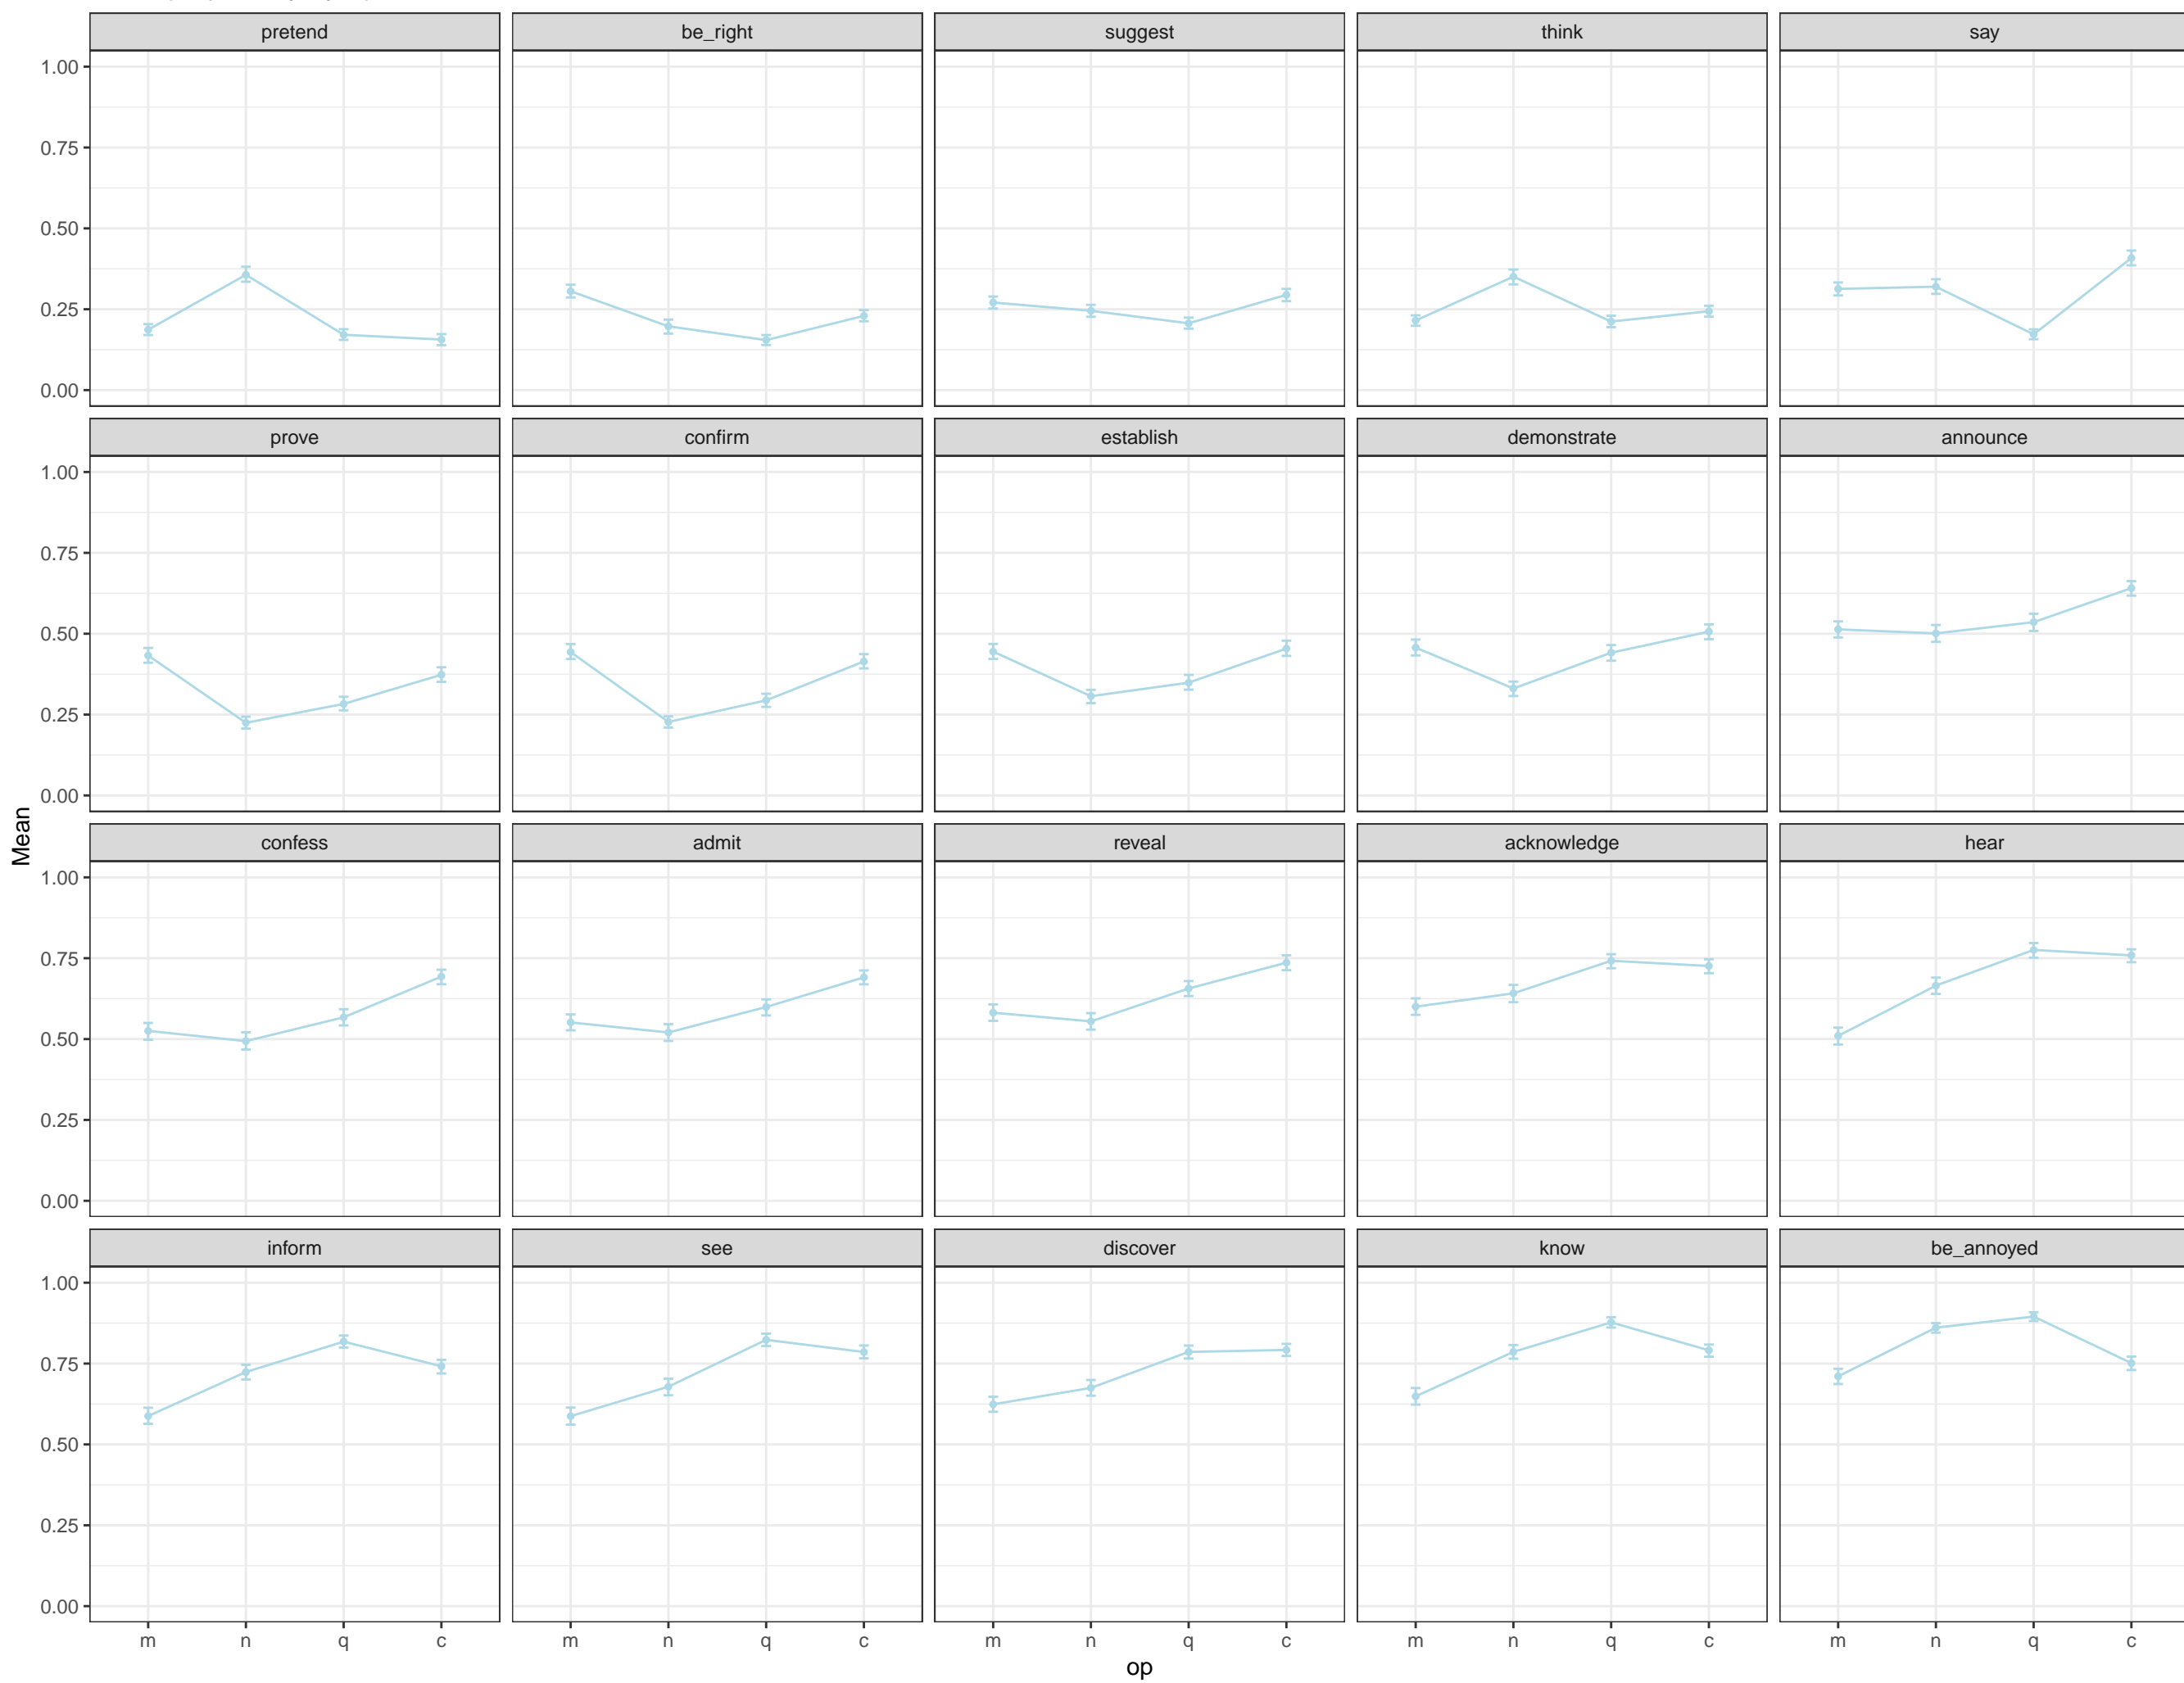 pretend be_right suggest think say
1.00
0.75
0.50
0.25
0.00
prove confirm establish demonstrate announce
1.00
0.75
0.50
0.25
0.00
Mean
confess admit reveal acknowledge hear
1.00
0.75
0.50
0.25
0.00
inform see discover know be_annoyed
1.00
0.75
0.50
0.25
0.00
m n q c m n q c m n q c m n q c m n q c
op